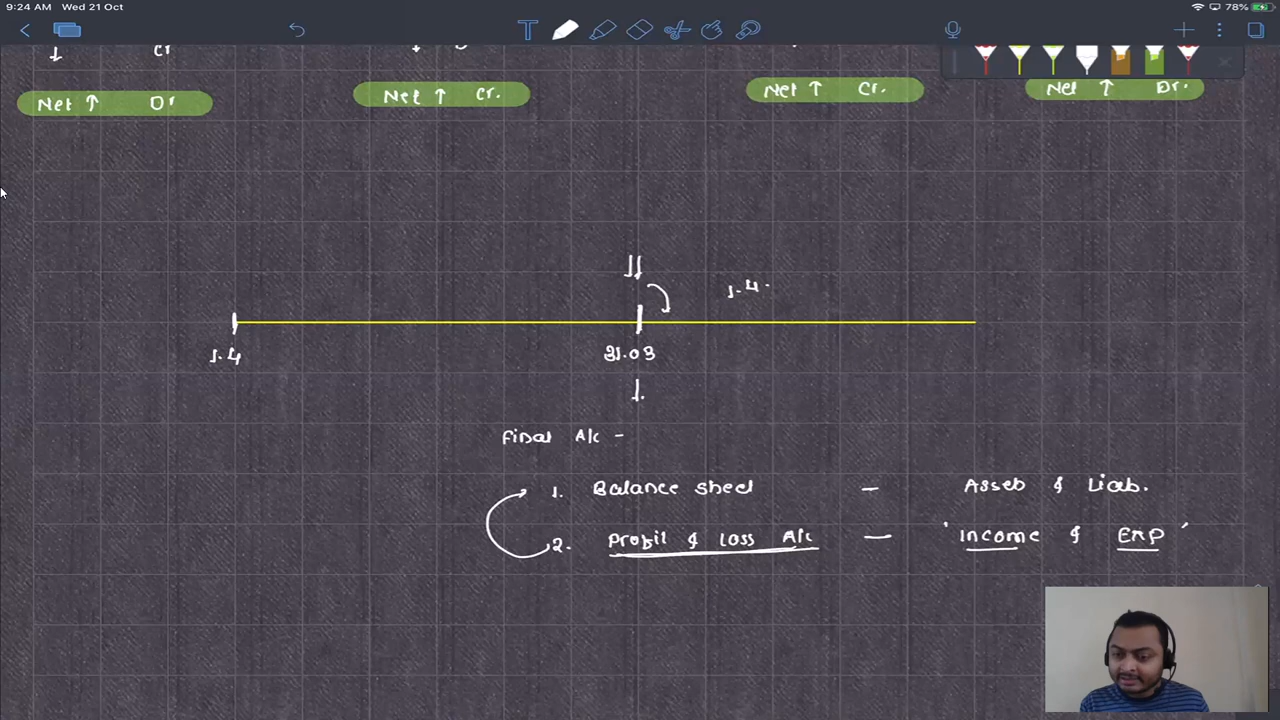 9:24 AM Wed 21 Oct
78%
Cr
Net ↑ Dr
Net ↑ Cr.
Net ↑ Cr.
Net ↑ Dr.
1.4.
1.4
31.03
Final A/c -
1. Balance sheet - Assets & Liab.
2. Profit & Loss A/c - 'Income & Exp'